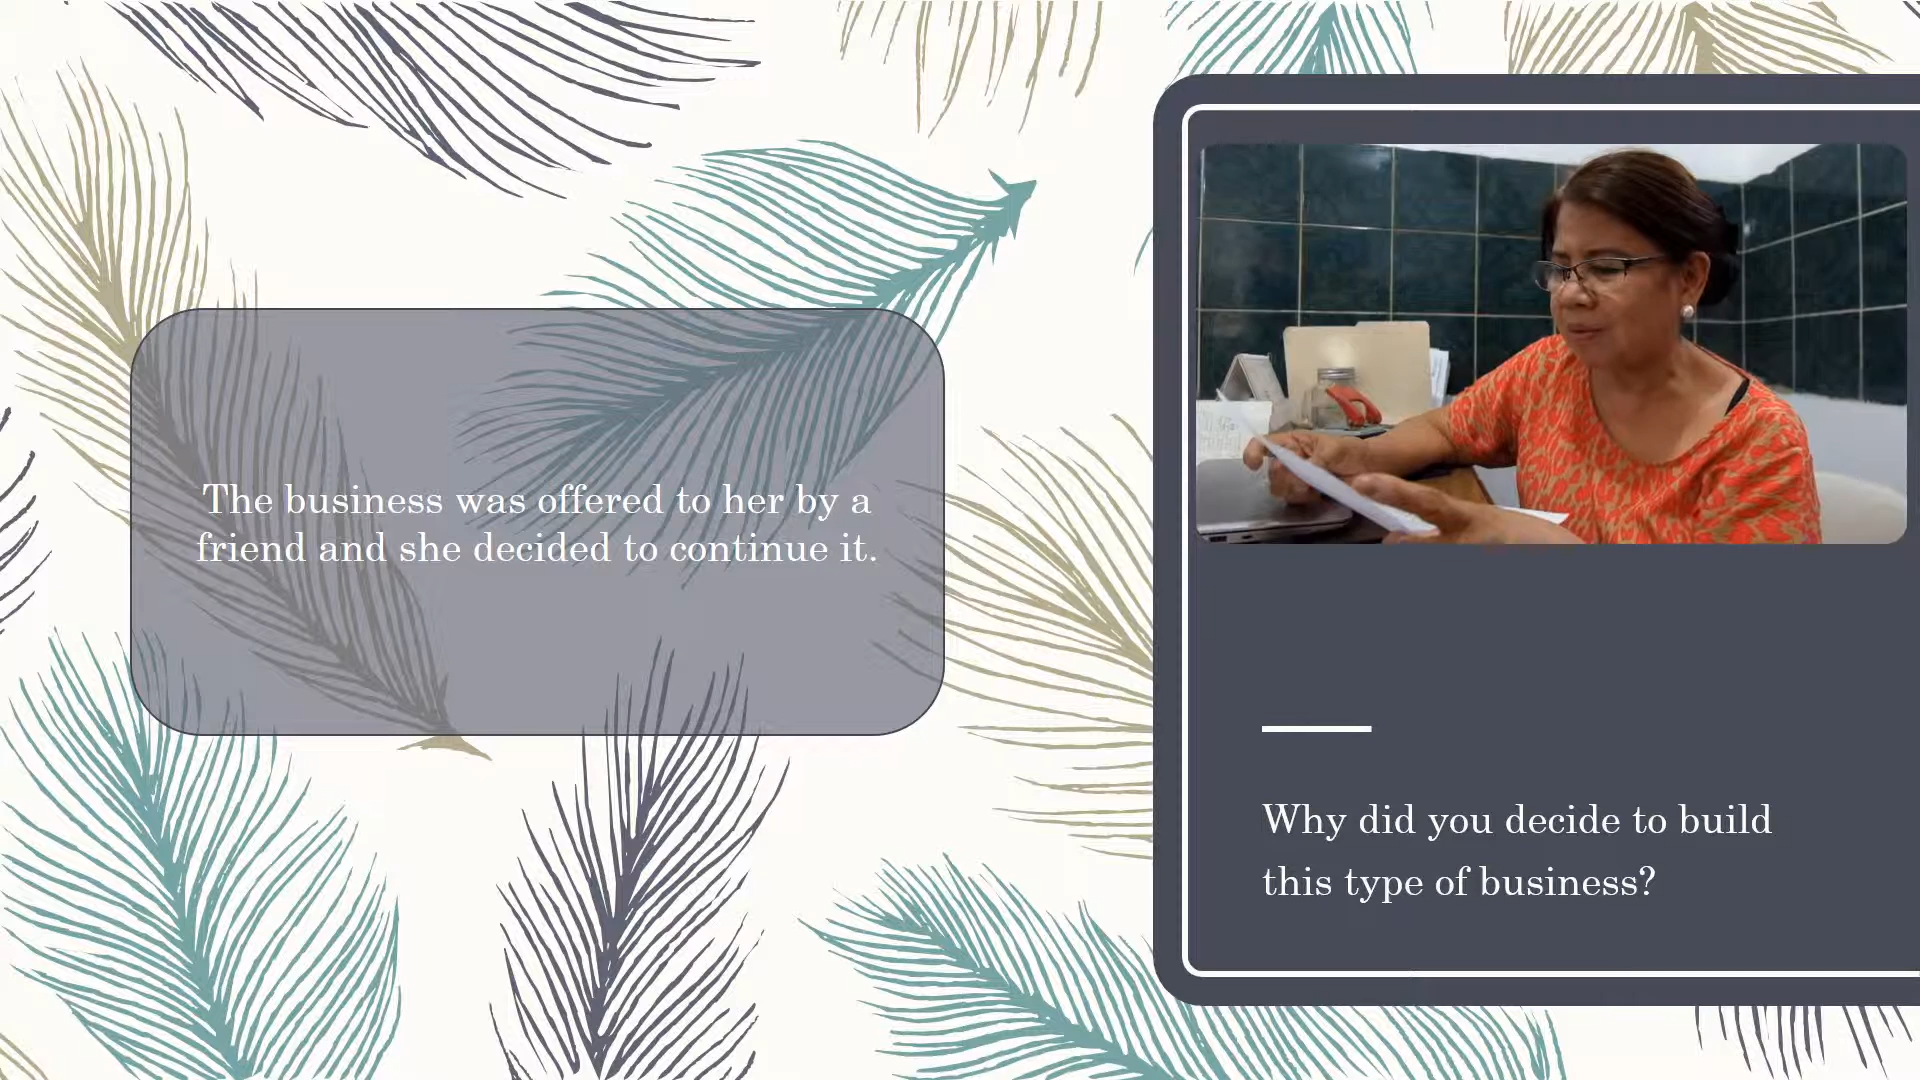 The business was offered to her by a
friend and she decided to continue it.
Why did you decide to build
this type of business?